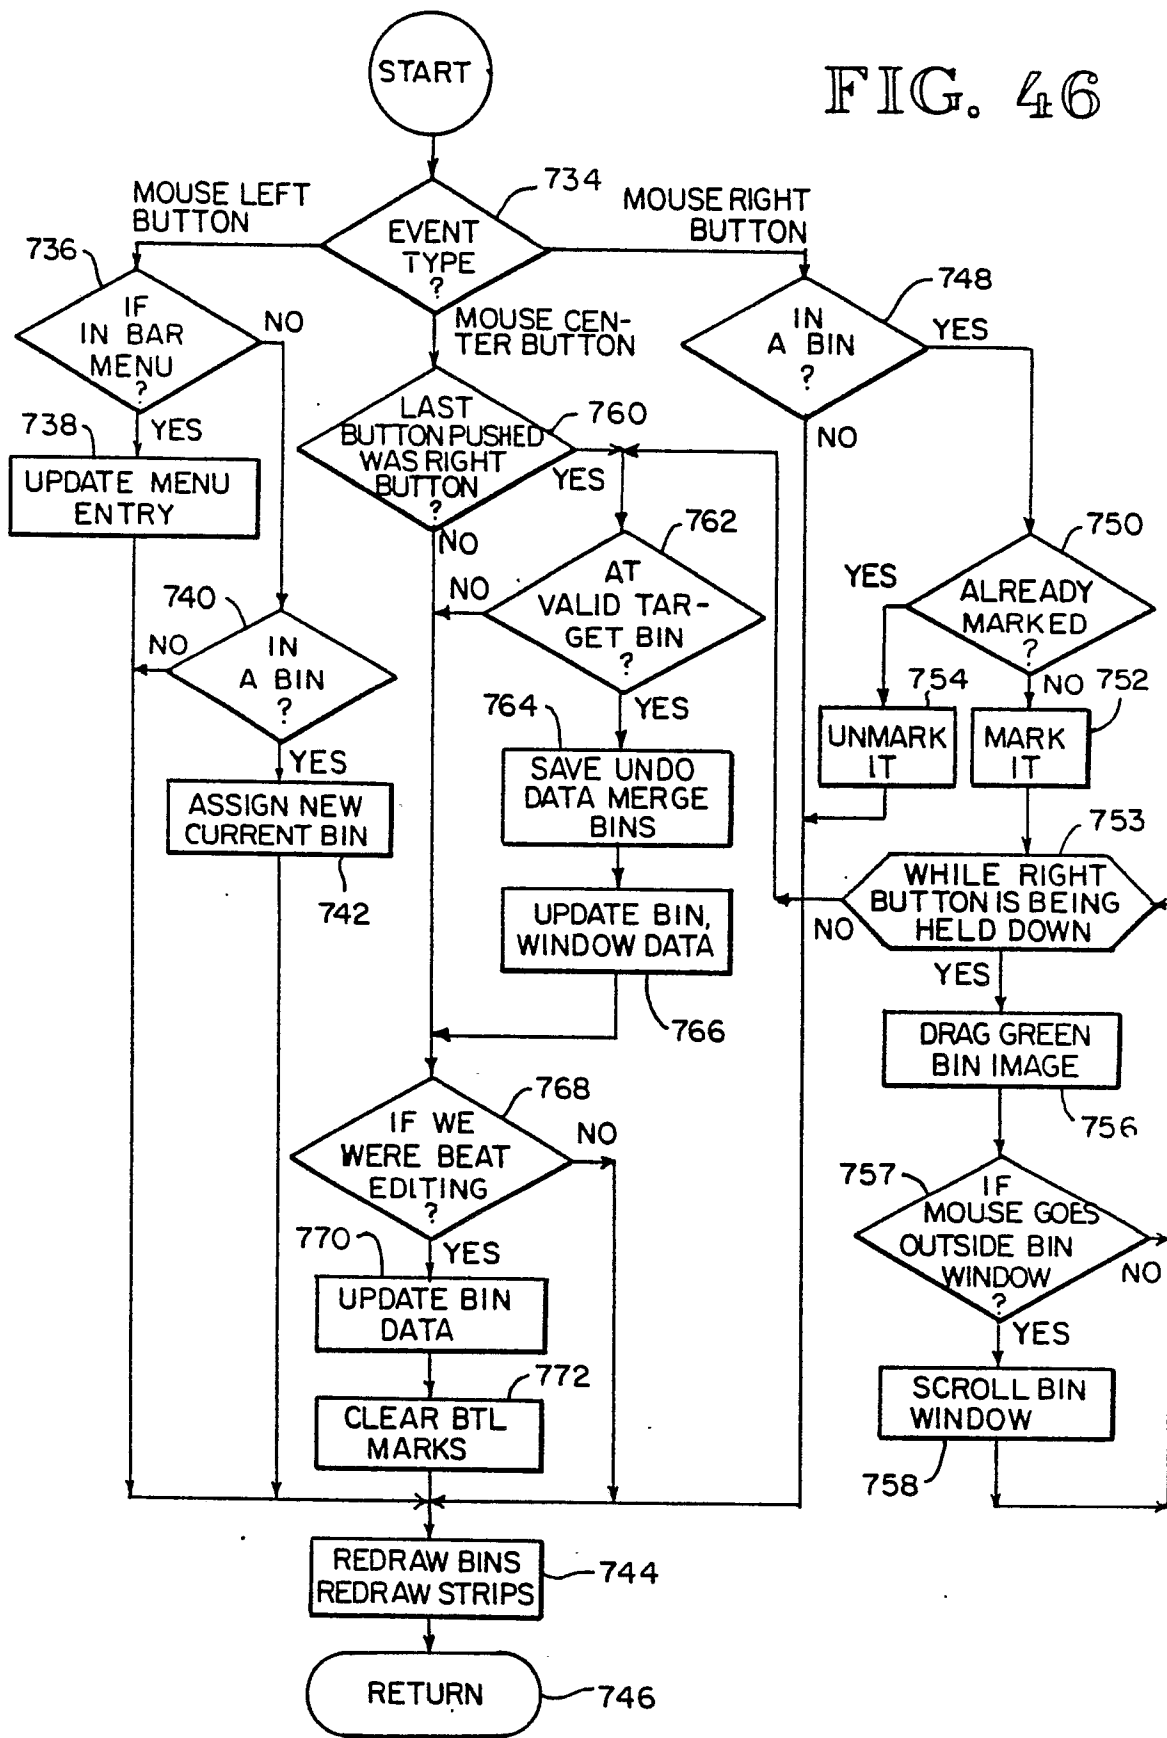 START
FIG. 46
734
MOUSE LEFT
BUTTON
MOUSE RIGHT
BUTTON
EVENT
TYPE
?
736
748
IF
IN BAR
MENU
?
NO
MOUSE CEN-
TER BUTTON
IN
A BIN
?
YES
738
YES
LAST
BUTTON PUSHED
WAS RIGHT
BUTTON
?
760
YES
NO
UPDATE MENU
ENTRY
NO
762
750
740
NO
AT
VALID TAR-
GET BIN
?
YES
ALREADY
MARKED
?
NO
IN
A BIN
?
764
YES
754
NO
752
YES
SAVE UNDO
DATA MERGE
BINS
UNMARK
IT
MARK
IT
ASSIGN NEW
CURRENT BIN
742
753
WHILE RIGHT
BUTTON IS BEING
HELD DOWN
NO
UPDATE BIN,
WINDOW DATA
766
YES
DRAG GREEN
BIN IMAGE
756
768
IF WE
WERE BEAT
EDITING
?
NO
757
IF
MOUSE GOES
OUTSIDE BIN
WINDOW
?
NO
770
YES
UPDATE BIN
DATA
YES
772
CLEAR BTL
MARKS
SCROLL BIN
WINDOW
758
REDRAW BINS
REDRAW STRIPS
744
RETURN
746